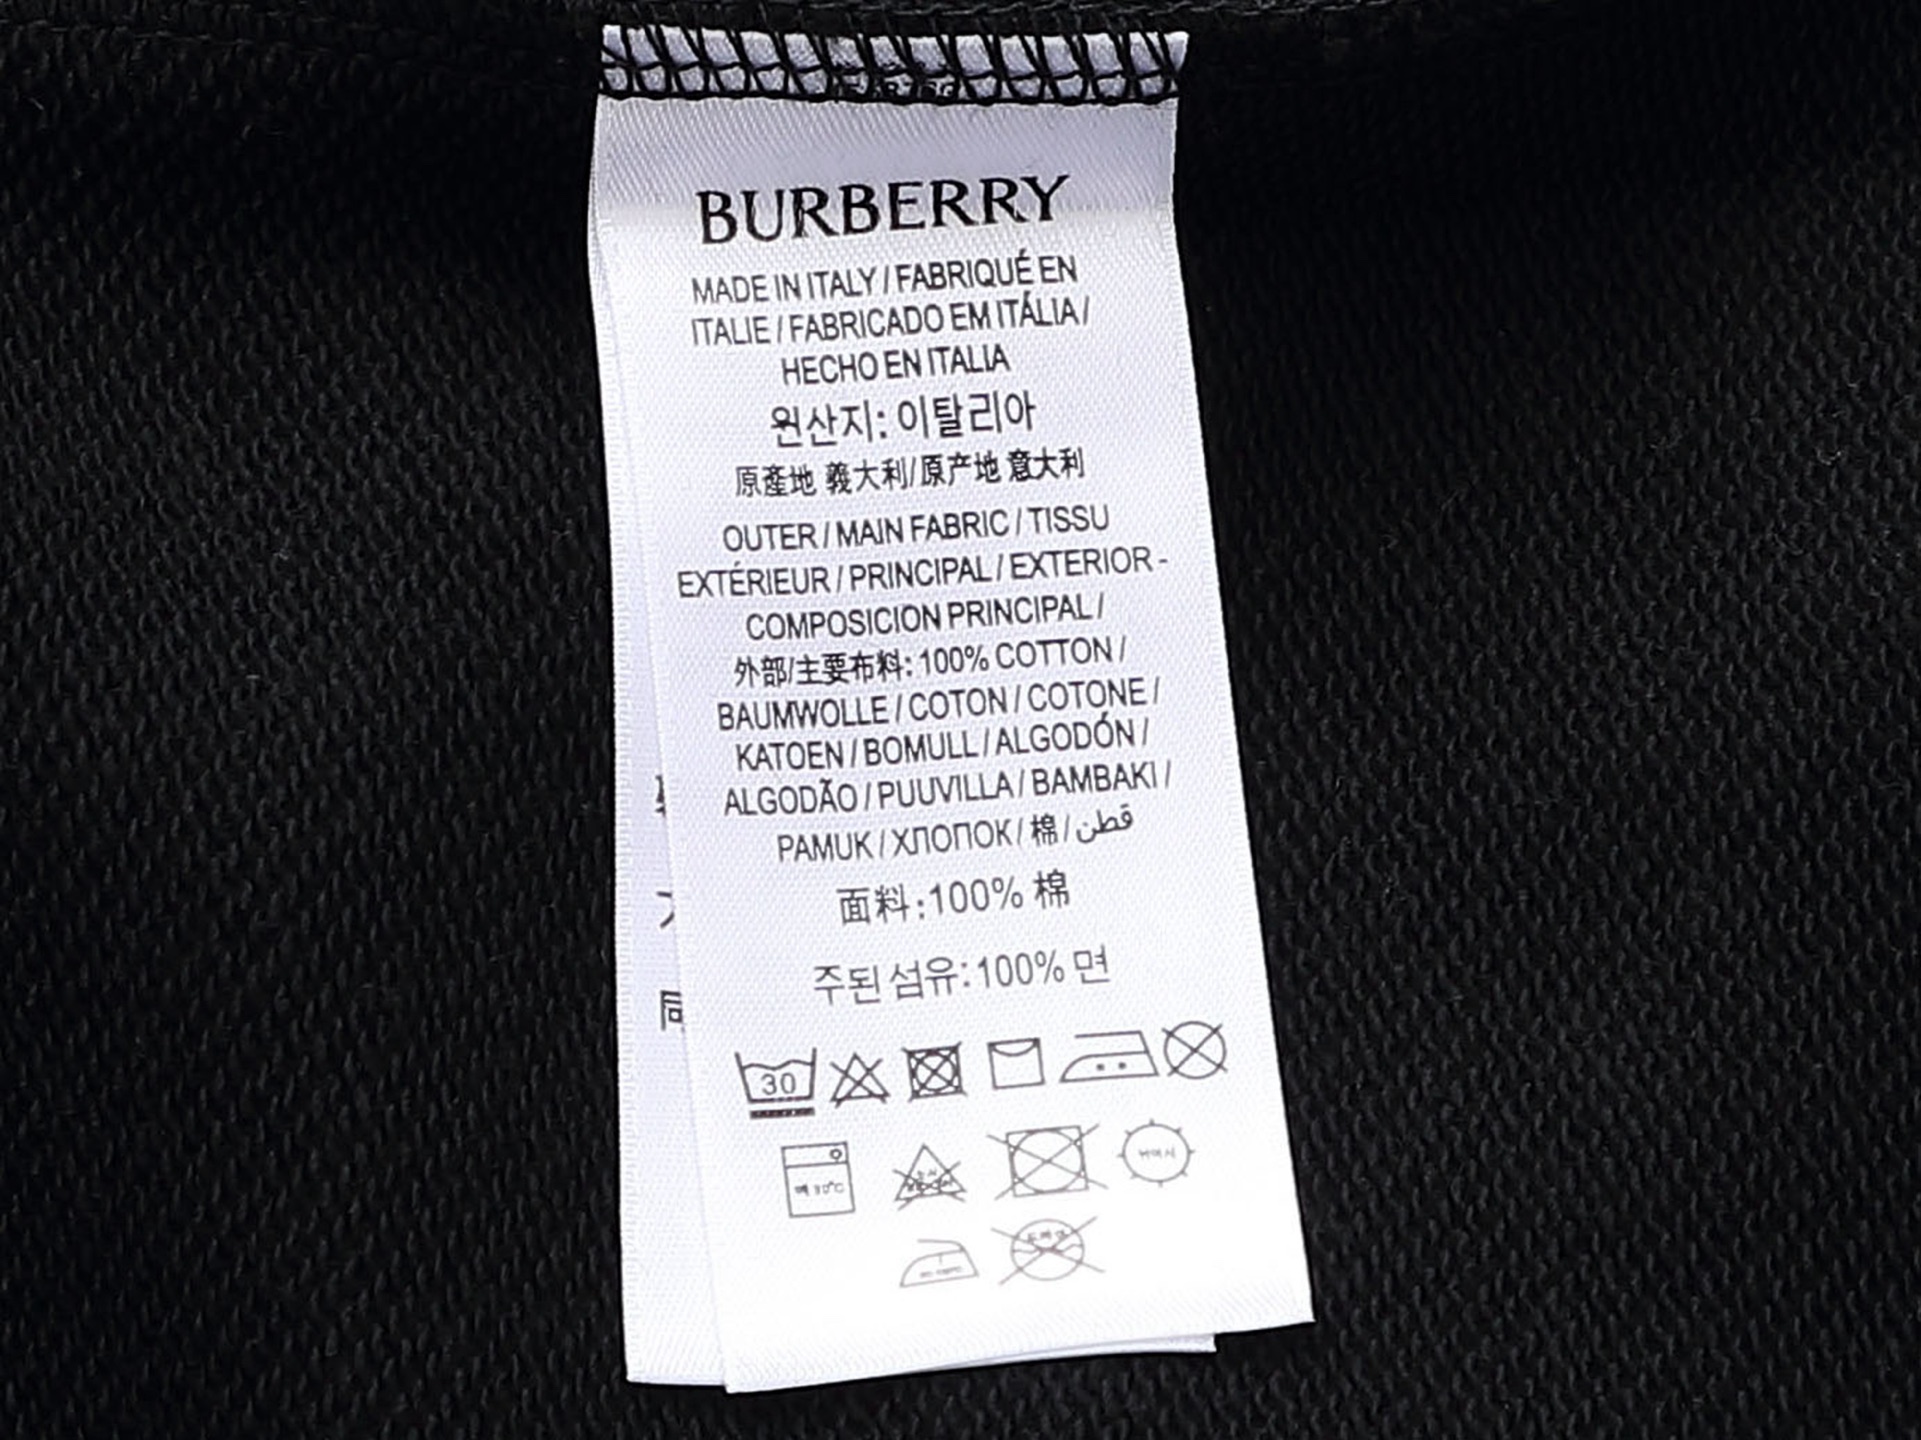 BURBERRY
MADE IN ITALY / FABRIQUÉ EN
ITALIE / FABRICADO EM ITÁLIA /
HECHO EN ITALIA
원산지: 이탈리아
原產地 義大利/原产地 意大利
OUTER / MAIN FABRIC / TISSU
EXTÉRIEUR / PRINCIPAL / EXTERIOR -
COMPOSICION PRINCIPAL /
外部/主要布料: 100% COTTON /
BAUMWOLLE / COTON / COTONE /
KATOEN / BOMULL / ALGODÓN /
ALGODÃO / PUUVILLA / BAMBAKI /
PAMUK / ХЛОПОК / 棉 / قطن
面料:100% 棉
주된 섬유:100% 면
30